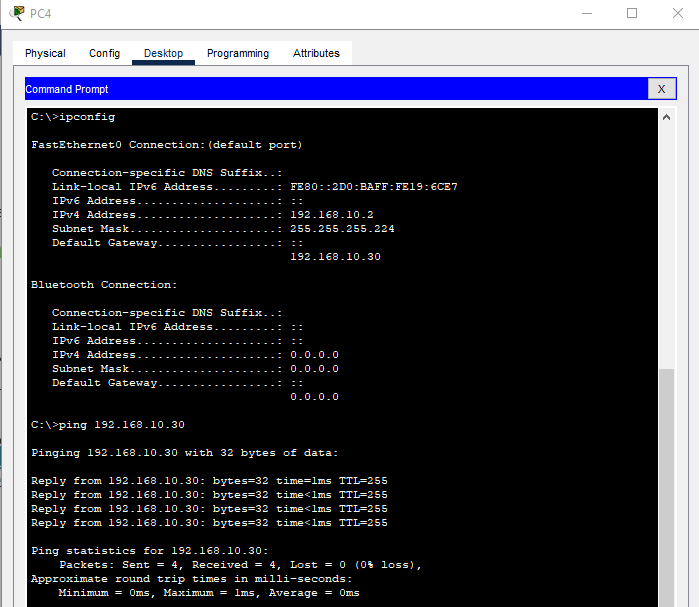 PC4
Physical Config Desktop Programming Attributes
Command Prompt X
C:\>ipconfig
FastEthernet0 Connection:(default port)
Connection-specific DNS Suffix..:
Link-local IPv6 Address.........: FE80::2D0:BAFF:FE19:6CE7
IPv6 Address....................: ::
IPv4 Address....................: 192.168.10.2
Subnet Mask.....................: 255.255.255.224
Default Gateway.................: ::
192.168.10.30
Bluetooth Connection:
Connection-specific DNS Suffix..:
Link-local IPv6 Address.........: ::
IPv6 Address....................: ::
IPv4 Address....................: 0.0.0.0
Subnet Mask.....................: 0.0.0.0
Default Gateway.................: ::
0.0.0.0
C:\>ping 192.168.10.30
Pinging 192.168.10.30 with 32 bytes of data:
Reply from 192.168.10.30: bytes=32 time=1ms TTL=255
Reply from 192.168.10.30: bytes=32 time<1ms TTL=255
Reply from 192.168.10.30: bytes=32 time<1ms TTL=255
Reply from 192.168.10.30: bytes=32 time<1ms TTL=255
Ping statistics for 192.168.10.30:
Packets: Sent = 4, Received = 4, Lost = 0 (0% loss),
Approximate round trip times in milli-seconds:
Minimum = 0ms, Maximum = 1ms, Average = 0ms